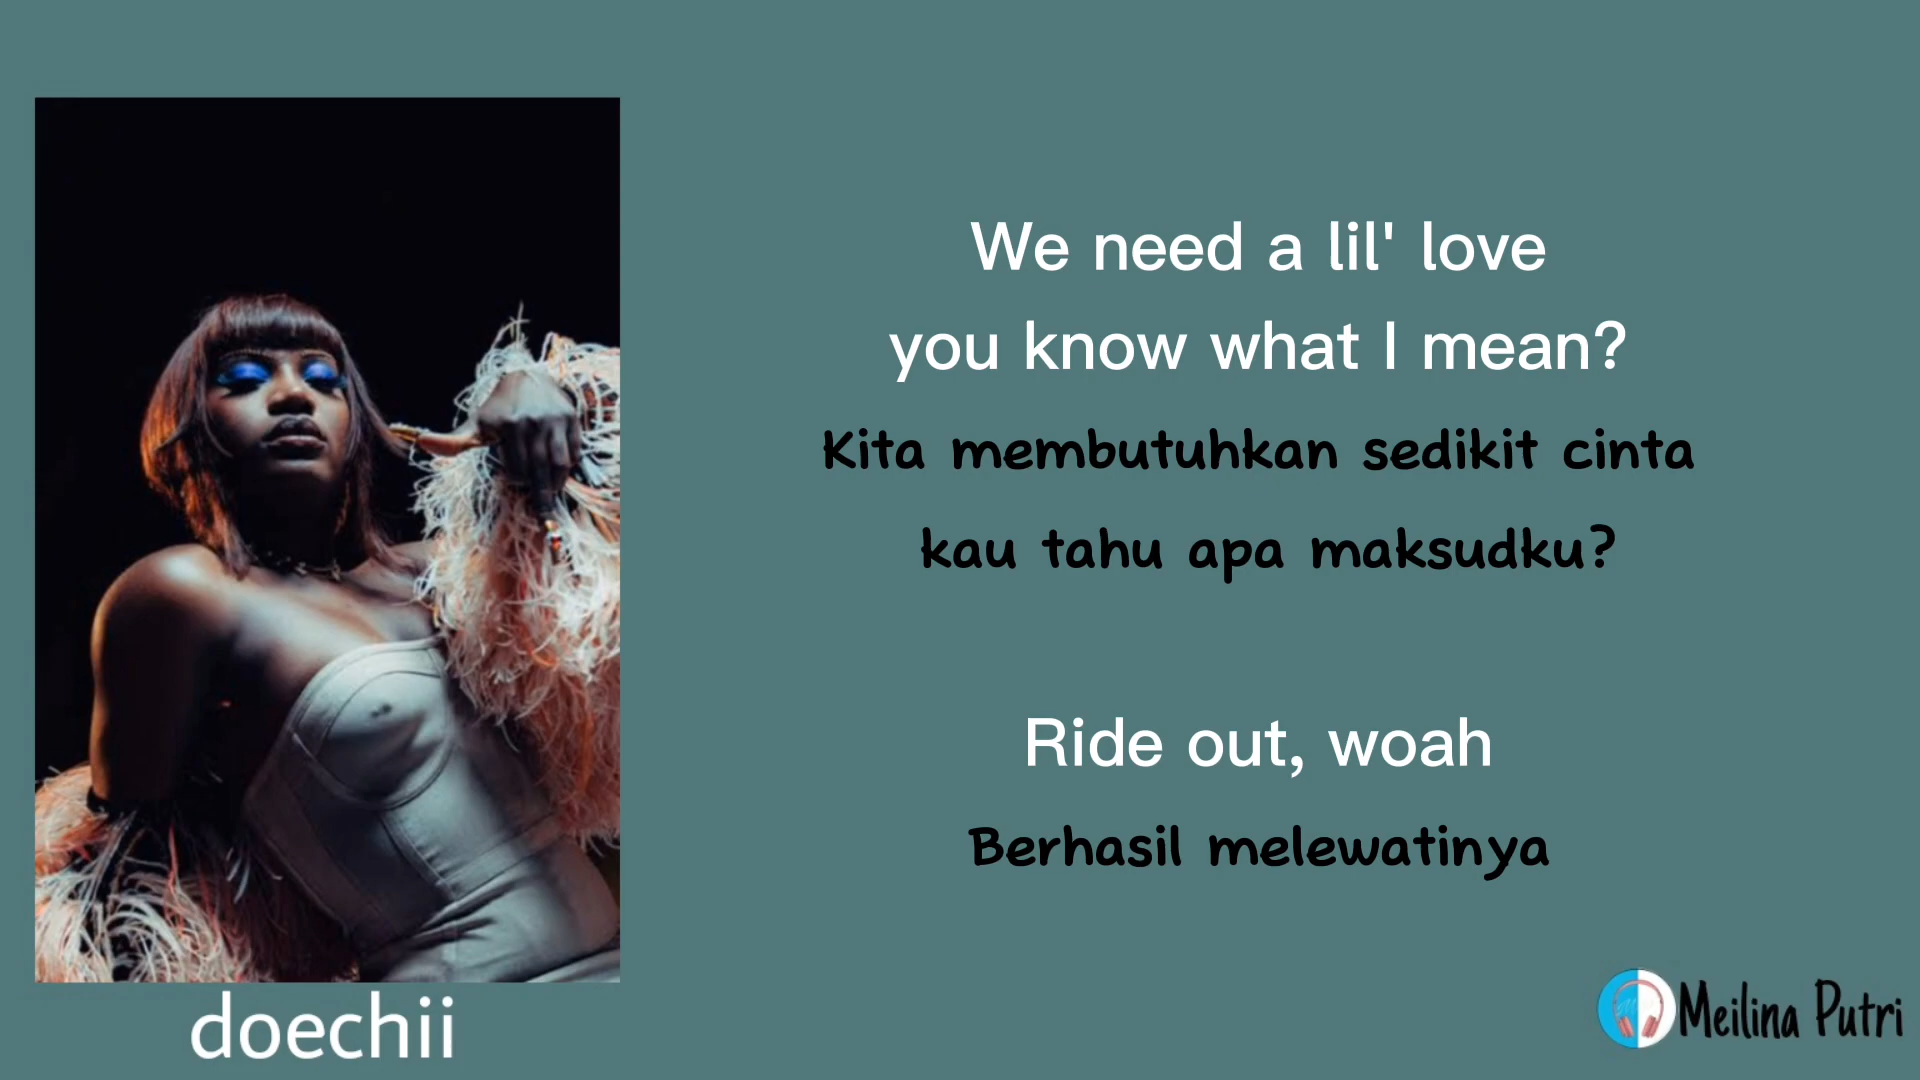 We need a lil' love
you know what I mean?
Kita membutuhkan sedikit cinta
kau tahu apa maksudku?
Ride out, woah
Berhasil melewatinya
doechii
Meilina Putri